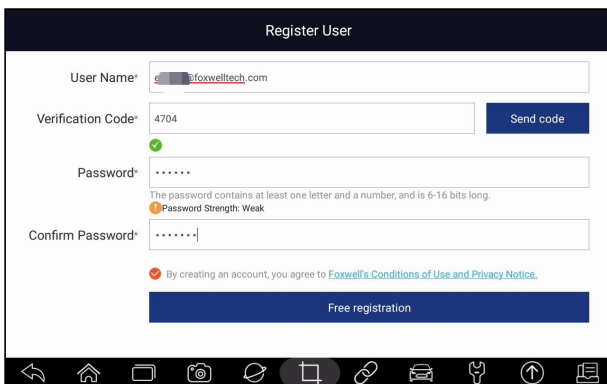 Register User
User Name*
@foxwelltech.com
Verification Code*
4704
Send code
Password*
••••••
The password contains at least one letter and a number, and is 6-16 bits long.
Password Strength: Weak
Confirm Password*
•••••••
By creating an account, you agree to Foxwell's Conditions of Use and Privacy Notice.
Free registration